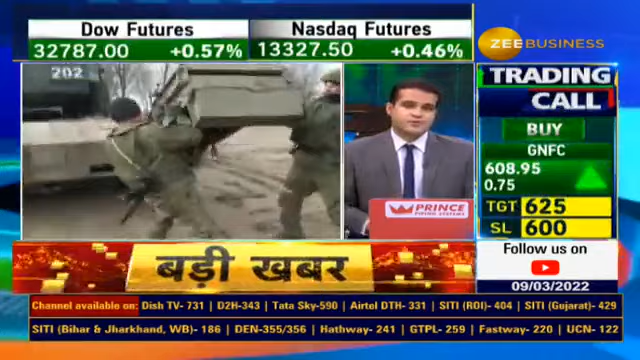 Dow Futures
32787.00 +0.57%
Nasdaq Futures
13327.50 +0.46%
ZEE BUSINESS
202
TRADING
CALL
BUY
GNFC
608.95
0.75
TGT 625
SL 600
PRINCE
PIPING SYSTEMS
Follow us on
09/03/2022
बड़ी खबर
Channel available on: Dish TV- 731 | D2H-343 | Tata Sky-590 | Airtel DTH- 331 | SITI (ROI)- 404 | SITI (Gujarat)- 429
SITI (Bihar & Jharkhand, WB)- 186 | DEN-355/356 | Hathway- 241 | GTPL- 259 | Fastway- 220 | UCN- 122